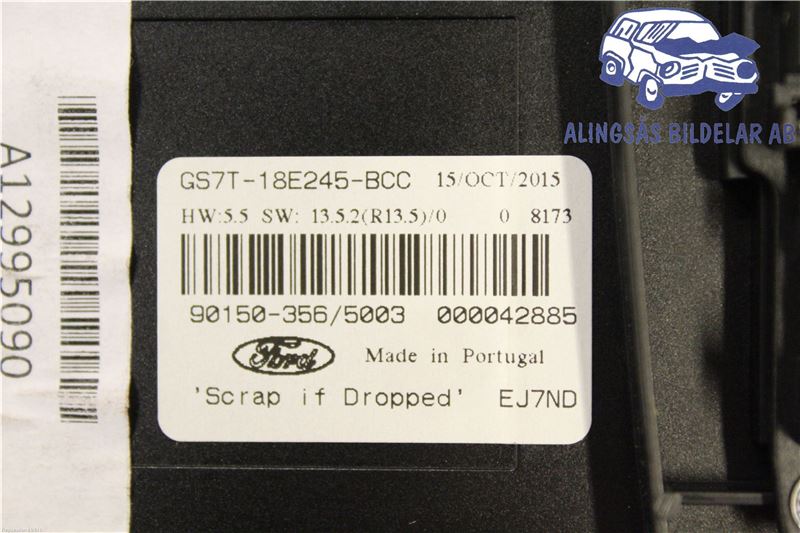 ALINGSÅS BILDELAR AB
GS7T-18E245-BCC 15/OCT/2015
HW:5.5 SW: 13.5.2(R13.5)/0 0 8173
90150-356/5003 000042885
Ford Made in Portugal
'Scrap if Dropped' EJ7ND
A12995090